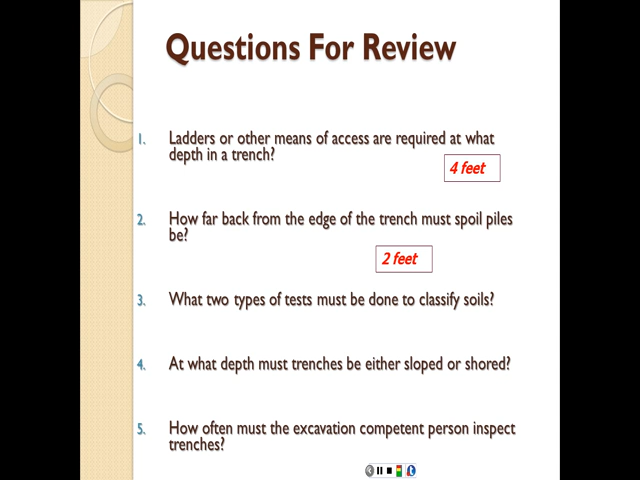 Questions For Review
1. Ladders or other means of access are required at what
depth in a trench?
4 feet
2. How far back from the edge of the trench must spoil piles
be?
2 feet
3. What two types of tests must be done to classify soils?
4. At what depth must trenches be either sloped or shored?
5. How often must the excavation competent person inspect
trenches?